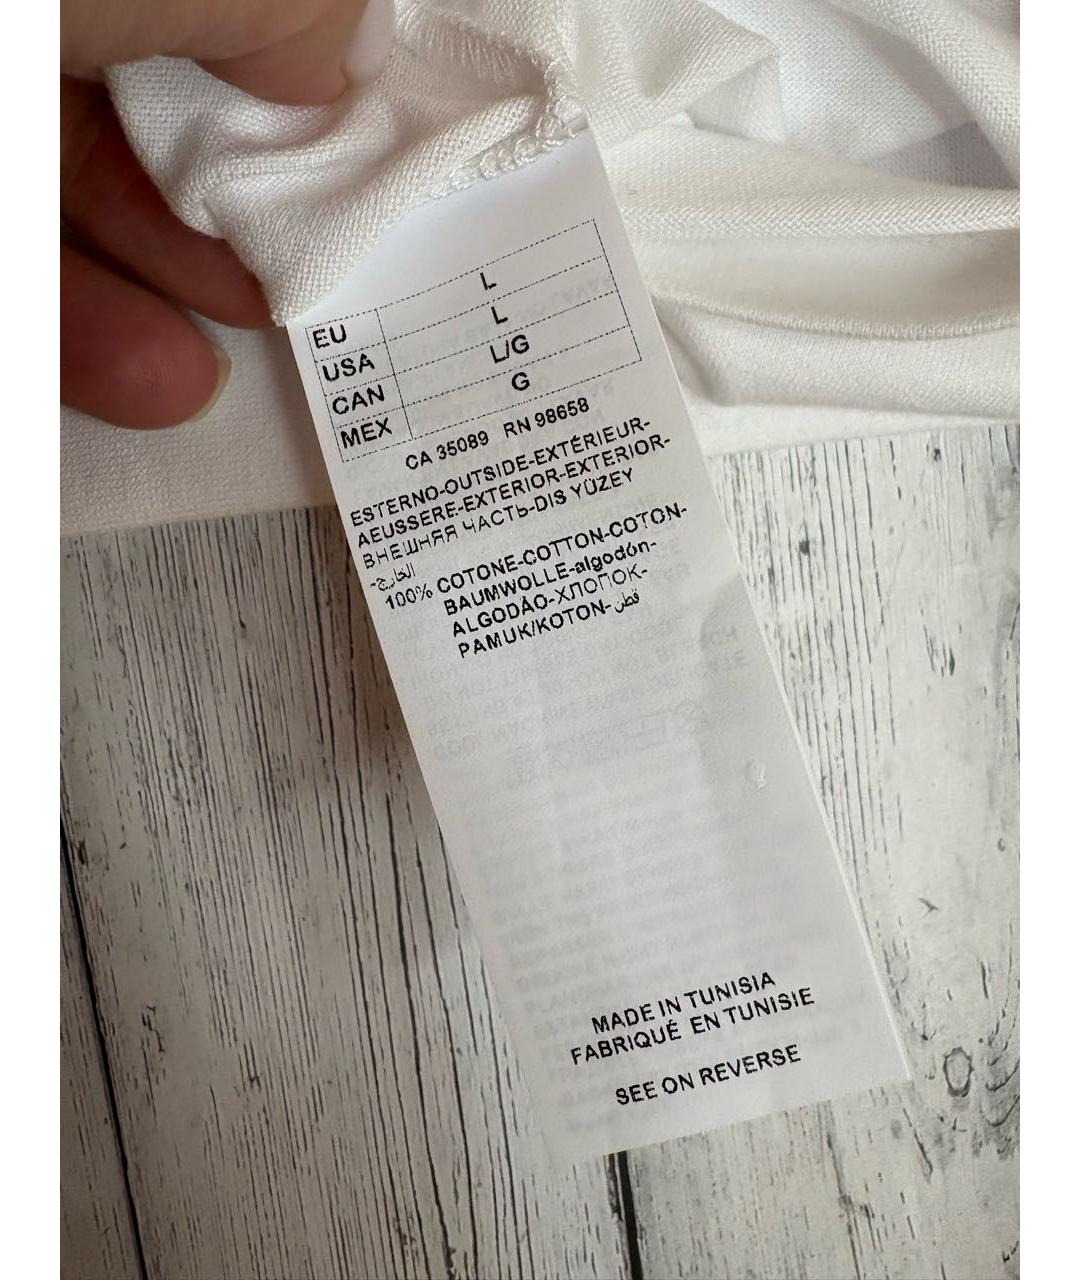 EU L
USA L
CAN L/G
MEX G
CA 35089 RN 98658
ESTERNO-OUTSIDE-EXTÉRIEUR-
AEUSSERE-EXTERIOR-EXTERIOR-
ВНЕШНЯЯ ЧАСТЬ-DIS YÜZEY
-الخارج
100% COTONE-COTTON-COTON-
BAUMWOLLE-algodón-
ALGODÃO-ХЛОПОК-
PAMUK/KOTON-قطن
MADE IN TUNISIA
FABRIQUÉ EN TUNISIE
SEE ON REVERSE